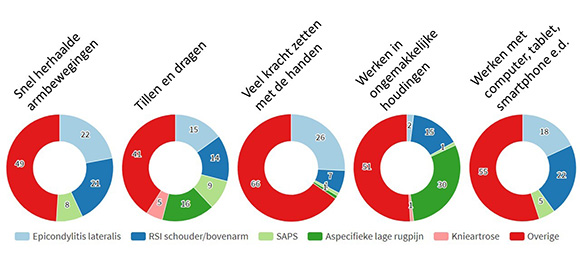 Snel herhaalde
armbewegingen
Tillen en dragen
Veel kracht zetten
met de handen
Werken in
ongemakkelijke
houdingen
Werken met
computer, tablet,
smartphone e.d.
22
21
8
49
15
14
9
16
5
41
26
7
1
66
2
15
1
30
1
51
18
22
5
55
Epicondylitis lateralis
RSI schouder/bovenarm
SAPS
Aspecifieke lage rugpijn
Knieartrose
Overige